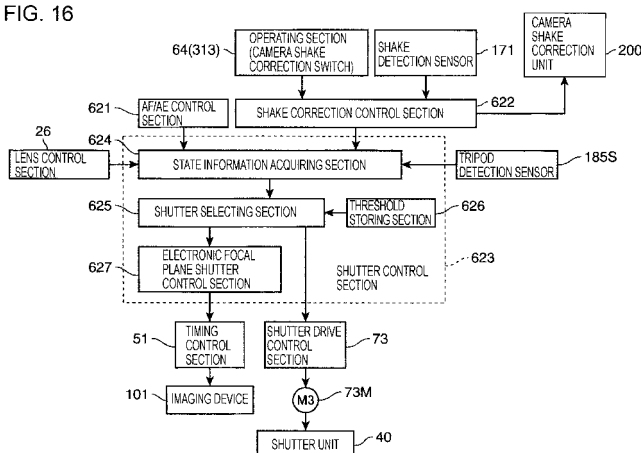 FIG. 16
64(313)
OPERATING SECTION
(CAMERA SHAKE
CORRECTION SWITCH)
SHAKE
DETECTION SENSOR
171
CAMERA
SHAKE
CORRECTION
UNIT
200
621
AF/AE CONTROL
SECTION
SHAKE CORRECTION CONTROL SECTION
622
26
624
LENS CONTROL
SECTION
STATE INFORMATION ACQUIRING SECTION
TRIPOD
DETECTION SENSOR
185S
625
SHUTTER SELECTING SECTION
THRESHOLD
STORING SECTION
626
627
ELECTRONIC FOCAL
PLANE SHUTTER
CONTROL SECTION
SHUTTER CONTROL
SECTION
623
51
TIMING
CONTROL
SECTION
SHUTTER DRIVE
CONTROL
SECTION
73
101
IMAGING DEVICE
M3
73M
SHUTTER UNIT
40